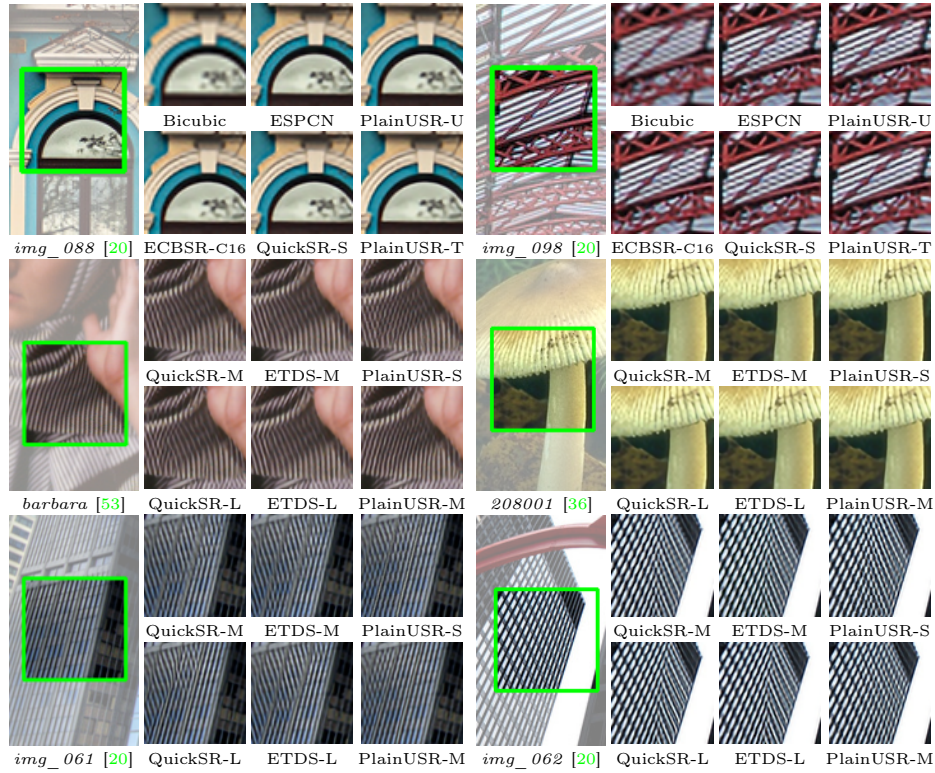 Bicubic ESPCN PlainUSR-U
Bicubic ESPCN PlainUSR-U
img_088 [20] ECBSR-C16 QuickSR-S PlainUSR-T
img_098 [20] ECBSR-C16 QuickSR-S PlainUSR-T
QuickSR-M ETDS-M PlainUSR-S
QuickSR-M ETDS-M PlainUSR-S
barbara [53] QuickSR-L ETDS-L PlainUSR-M
208001 [36] QuickSR-L ETDS-L PlainUSR-M
QuickSR-M ETDS-M PlainUSR-S
QuickSR-M ETDS-M PlainUSR-S
img_061 [20] QuickSR-L ETDS-L PlainUSR-M
img_062 [20] QuickSR-L ETDS-L PlainUSR-M